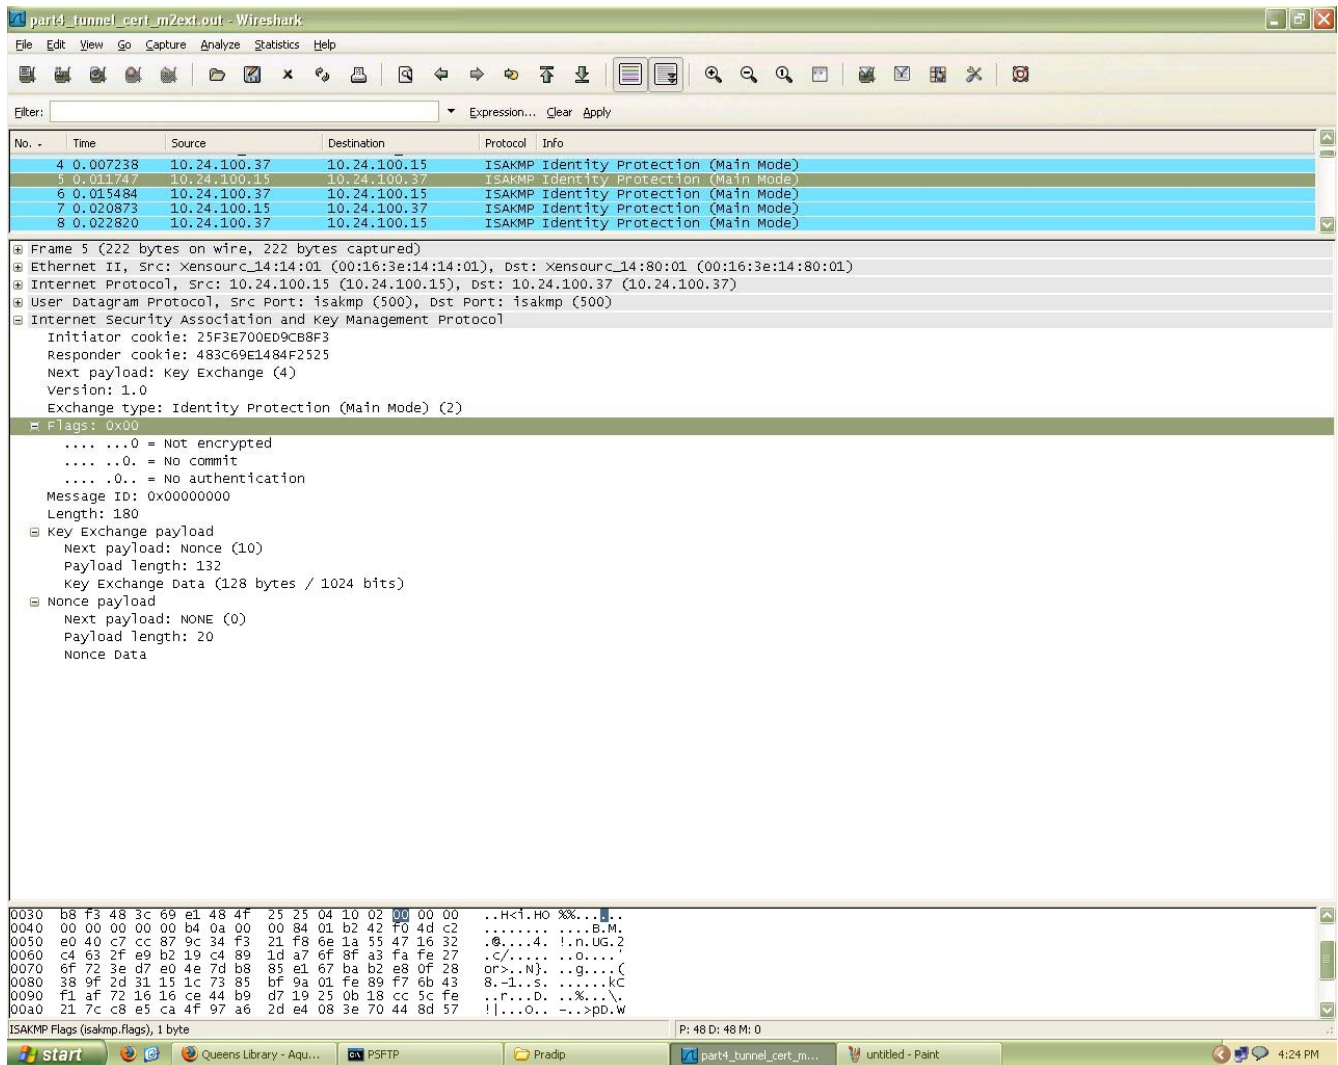 part4_tunnel_cert_m2ext.out - Wireshark
File Edit View Go Capture Analyze Statistics Help
Filter: Expression... Clear Apply
No. - Time Source Destination Protocol Info
4 0.007238 10.24.100.37 10.24.100.15 ISAKMP Identity Protection (Main Mode)
5 0.011747 10.24.100.15 10.24.100.37 ISAKMP Identity Protection (Main Mode)
6 0.015484 10.24.100.37 10.24.100.15 ISAKMP Identity Protection (Main Mode)
7 0.020873 10.24.100.15 10.24.100.37 ISAKMP Identity Protection (Main Mode)
8 0.022820 10.24.100.37 10.24.100.15 ISAKMP Identity Protection (Main Mode)
Frame 5 (222 bytes on wire, 222 bytes captured)
Ethernet II, Src: Xensourc_14:14:01 (00:16:3e:14:14:01), Dst: Xensourc_14:80:01 (00:16:3e:14:80:01)
Internet Protocol, Src: 10.24.100.15 (10.24.100.15), Dst: 10.24.100.37 (10.24.100.37)
User Datagram Protocol, Src Port: isakmp (500), Dst Port: isakmp (500)
Internet Security Association and Key Management Protocol
Initiator cookie: 25F3E700ED9CB8F3
Responder cookie: 483C69E1484F2525
Next payload: Key Exchange (4)
Version: 1.0
Exchange type: Identity Protection (Main Mode) (2)
Flags: 0x00
.... ...0 = Not encrypted
.... ..0. = No commit
.... .0.. = No authentication
Message ID: 0x00000000
Length: 180
Key Exchange payload
Next payload: Nonce (10)
Payload length: 132
Key Exchange Data (128 bytes / 1024 bits)
Nonce payload
Next payload: NONE (0)
Payload length: 20
Nonce Data
0030 b8 f3 48 3c 69 e1 48 4f 25 25 04 10 02 00 00 00 ..H<i.HO %%......
0040 00 00 00 00 00 b4 0a 00 00 84 01 b2 42 f0 4d c2 ........ ....B.M.
0050 e0 40 c7 cc 87 9c 34 f3 21 f8 6e 1a 55 47 16 32 .@....4. !.n.UG.2
0060 c4 63 2f e9 b2 19 c4 89 1d a7 6f 8f a3 fa fe 27 .c/..... ..o....'
0070 6f 72 3e d7 e0 4e 7d b8 85 e1 67 ba b2 e8 0f 28 or>..N}. ..g....(
0080 38 9f 2d 31 15 1c 73 85 bf 9a 01 fe 89 f7 6b 43 8.-1..s. ......kC
0090 f1 af 72 16 16 ce 44 b9 d7 19 25 0b 18 cc 5c fe ..r...D. ..%...\.
00a0 21 7c c8 e5 ca 4f 97 a6 2d e4 08 3e 70 44 8d 57 !|...O.. -..>pD.W
ISAKMP Flags (isakmp.flags), 1 byte P: 48 D: 48 M: 0
start Queens Library - Aqu... PSFTP Pradip part4_tunnel_cert_m... untitled - Paint 4:24 PM